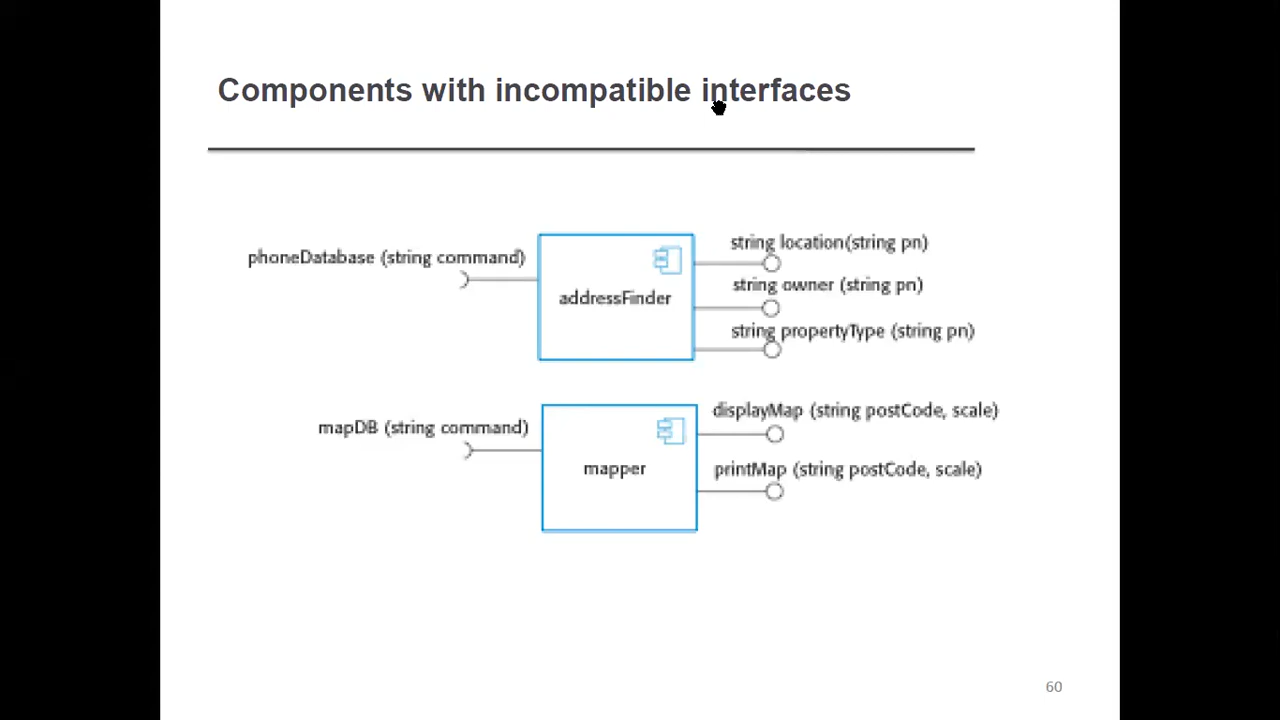 Components with incompatible interfaces
phoneDatabase (string command)
addressFinder
string location(string pn)
string owner (string pn)
string propertyType (string pn)
mapDB (string command)
mapper
displayMap (string postCode, scale)
printMap (string postCode, scale)
60